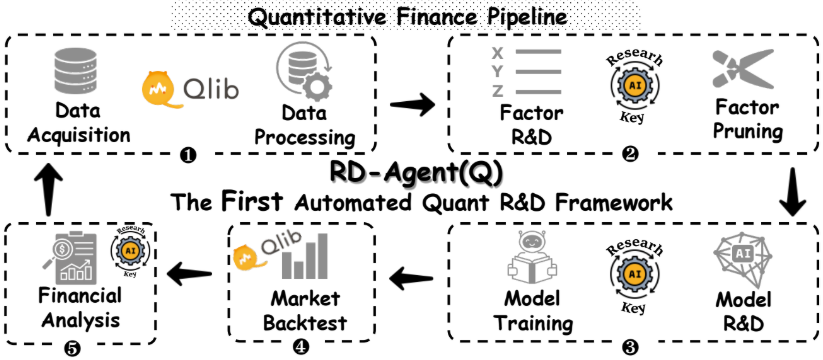 Quantitative Finance Pipeline
Data
Acquisition
Qlib
Data
Processing
❶
X
Y
Z
Factor
R&D
Researh
AI
Key
Factor
Pruning
❷
RD-Agent(Q)
The First Automated Quant R&D Framework
Researh
AI
Key
Financial
Analysis
❺
Qlib
Market
Backtest
❹
Model
Training
Researh
AI
Key
AI
Model
R&D
❸